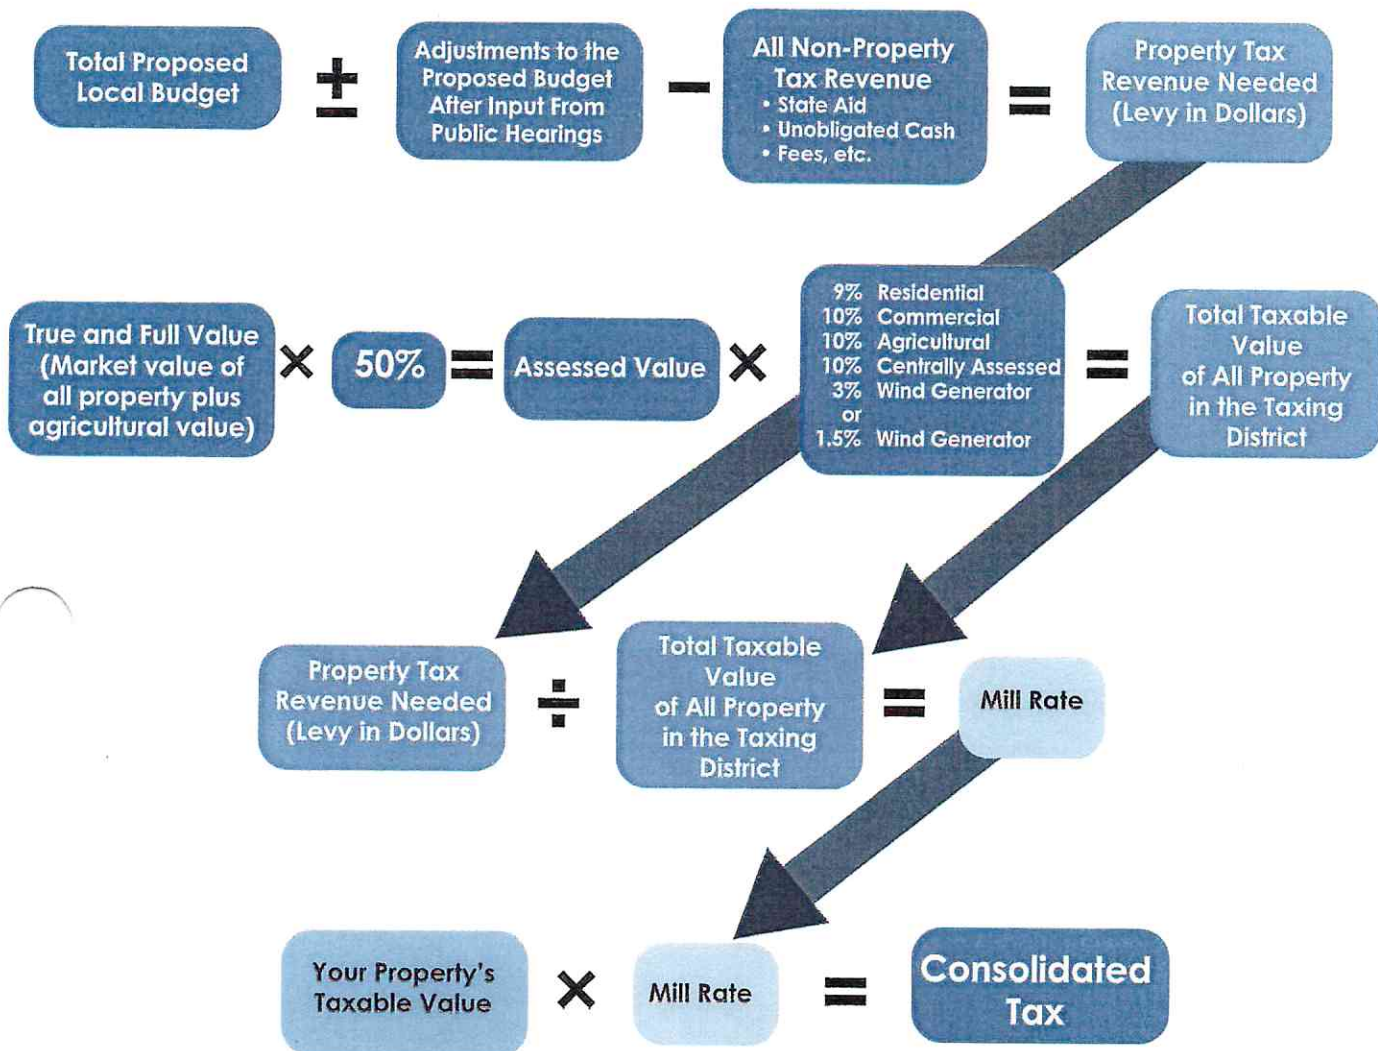 Total Proposed
Local Budget
±
Adjustments to the
Proposed Budget
After Input From
Public Hearings
−
All Non-Property
Tax Revenue
• State Aid
• Unobligated Cash
• Fees, etc.
=
Property Tax
Revenue Needed
(Levy in Dollars)
True and Full Value
(Market value of
all property plus
agricultural value)
×
50%
=
Assessed Value
×
9% Residential
10% Commercial
10% Agricultural
10% Centrally Assessed
3% Wind Generator
or
1.5% Wind Generator
=
Total Taxable
Value
of All Property
in the Taxing
District
Property Tax
Revenue Needed
(Levy in Dollars)
÷
Total Taxable
Value
of All Property
in the Taxing
District
=
Mill Rate
Your Property's
Taxable Value
×
Mill Rate
=
Consolidated
Tax